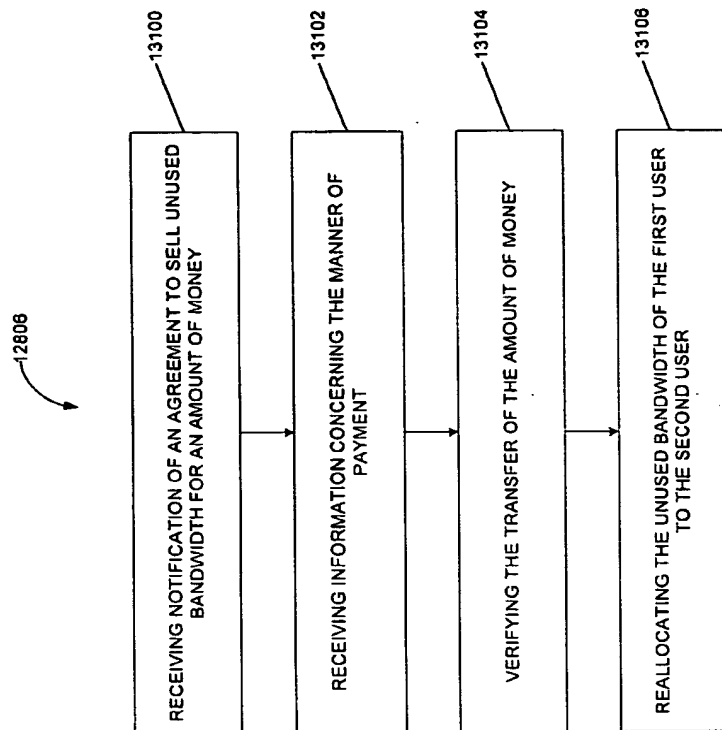 12806
RECEIVING NOTIFICATION OF AN AGREEMENT TO SELL UNUSED
BANDWIDTH FOR AN AMOUNT OF MONEY
13100
RECEIVING INFORMATION CONCERNING THE MANNER OF
PAYMENT
13102
VERIFYING THE TRANSFER OF THE AMOUNT OF MONEY
13104
REALLOCATING THE UNUSED BANDWIDTH OF THE FIRST USER
TO THE SECOND USER
13106